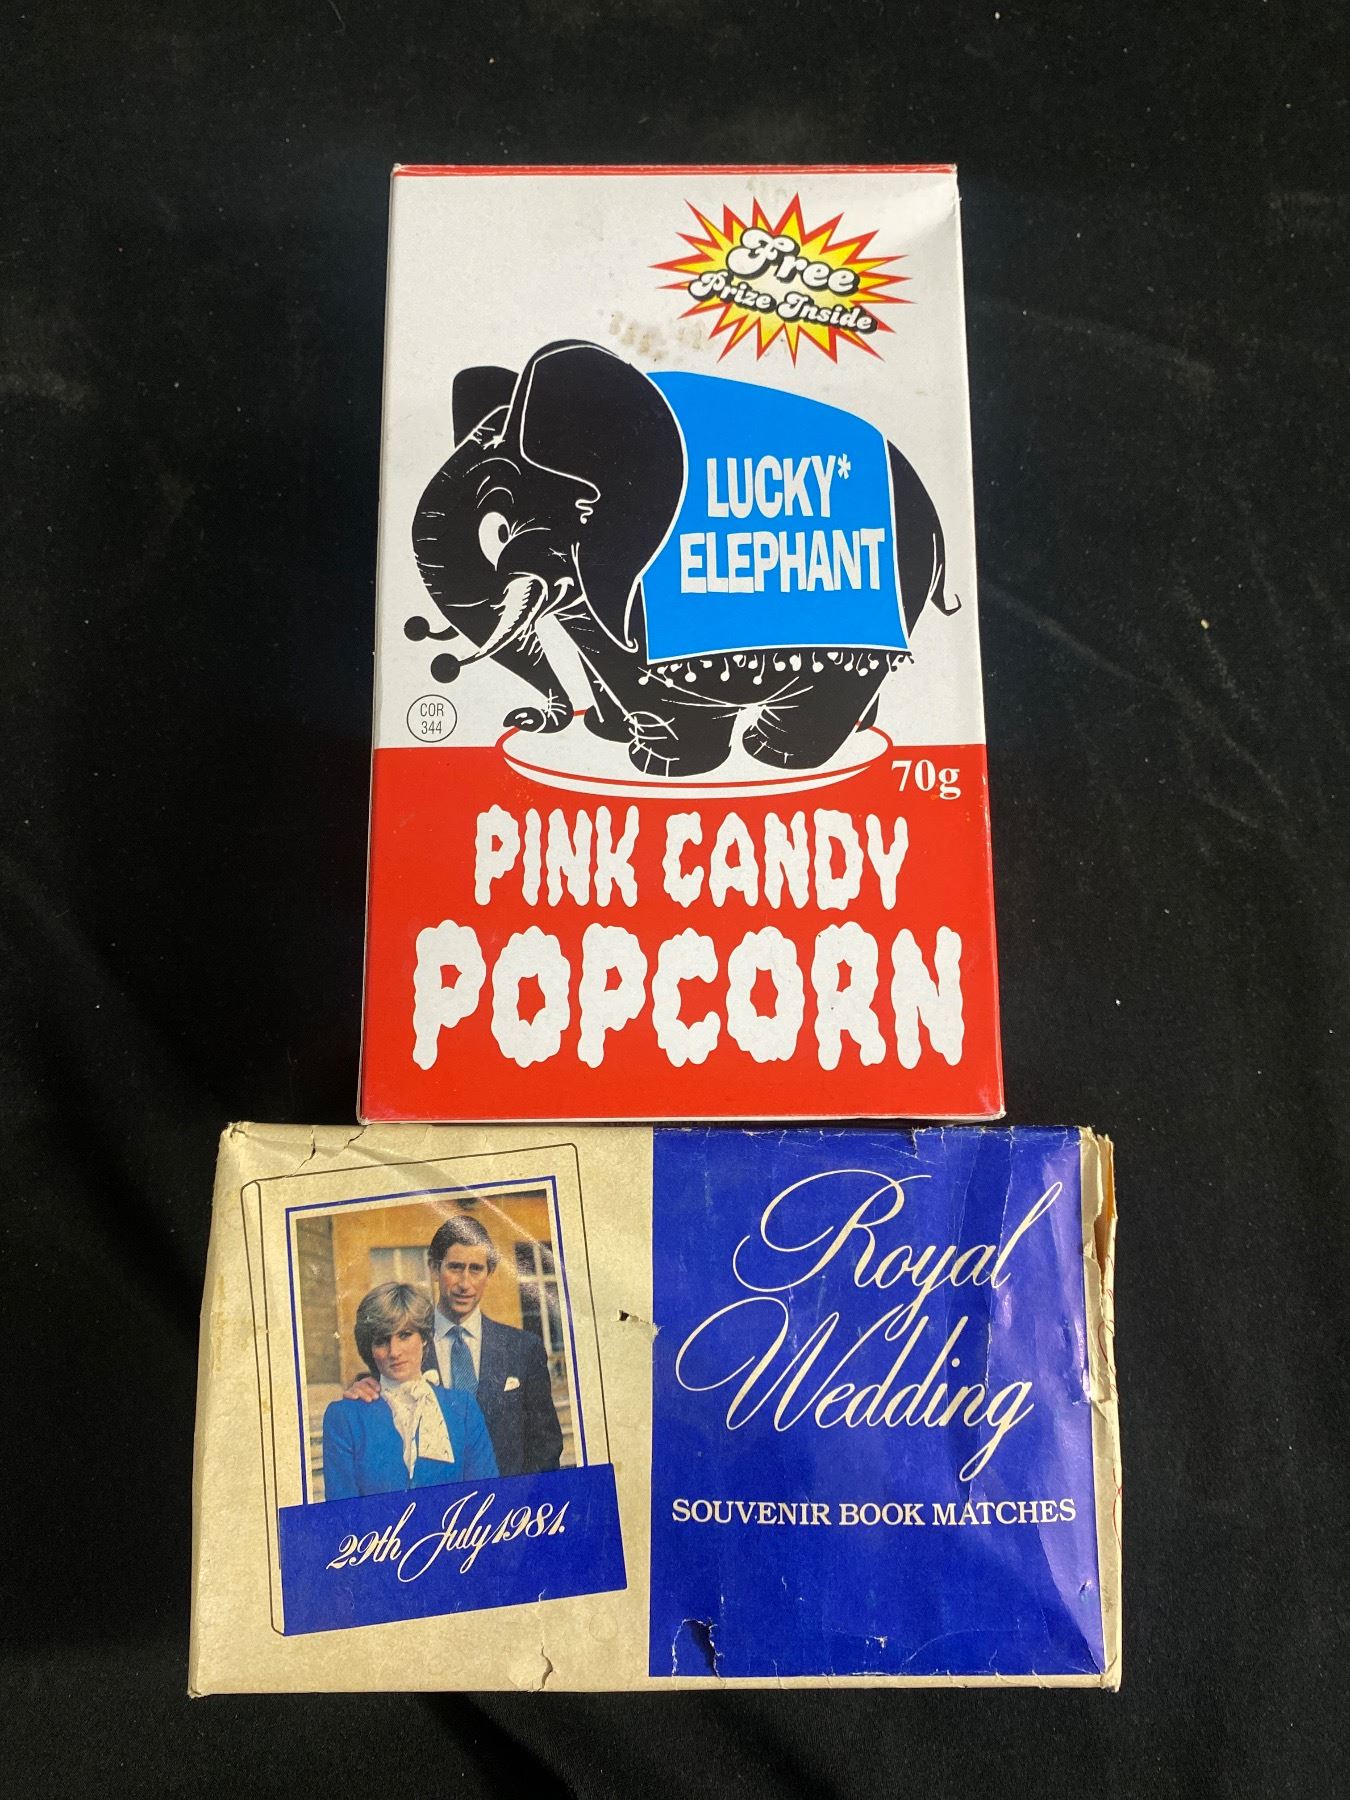 Free
Prize Inside
LUCKY*
ELEPHANT
COR
344
70g
PINK CANDY
POPCORN
Royal
Wedding
SOUVENIR BOOK MATCHES
29th July 1981.